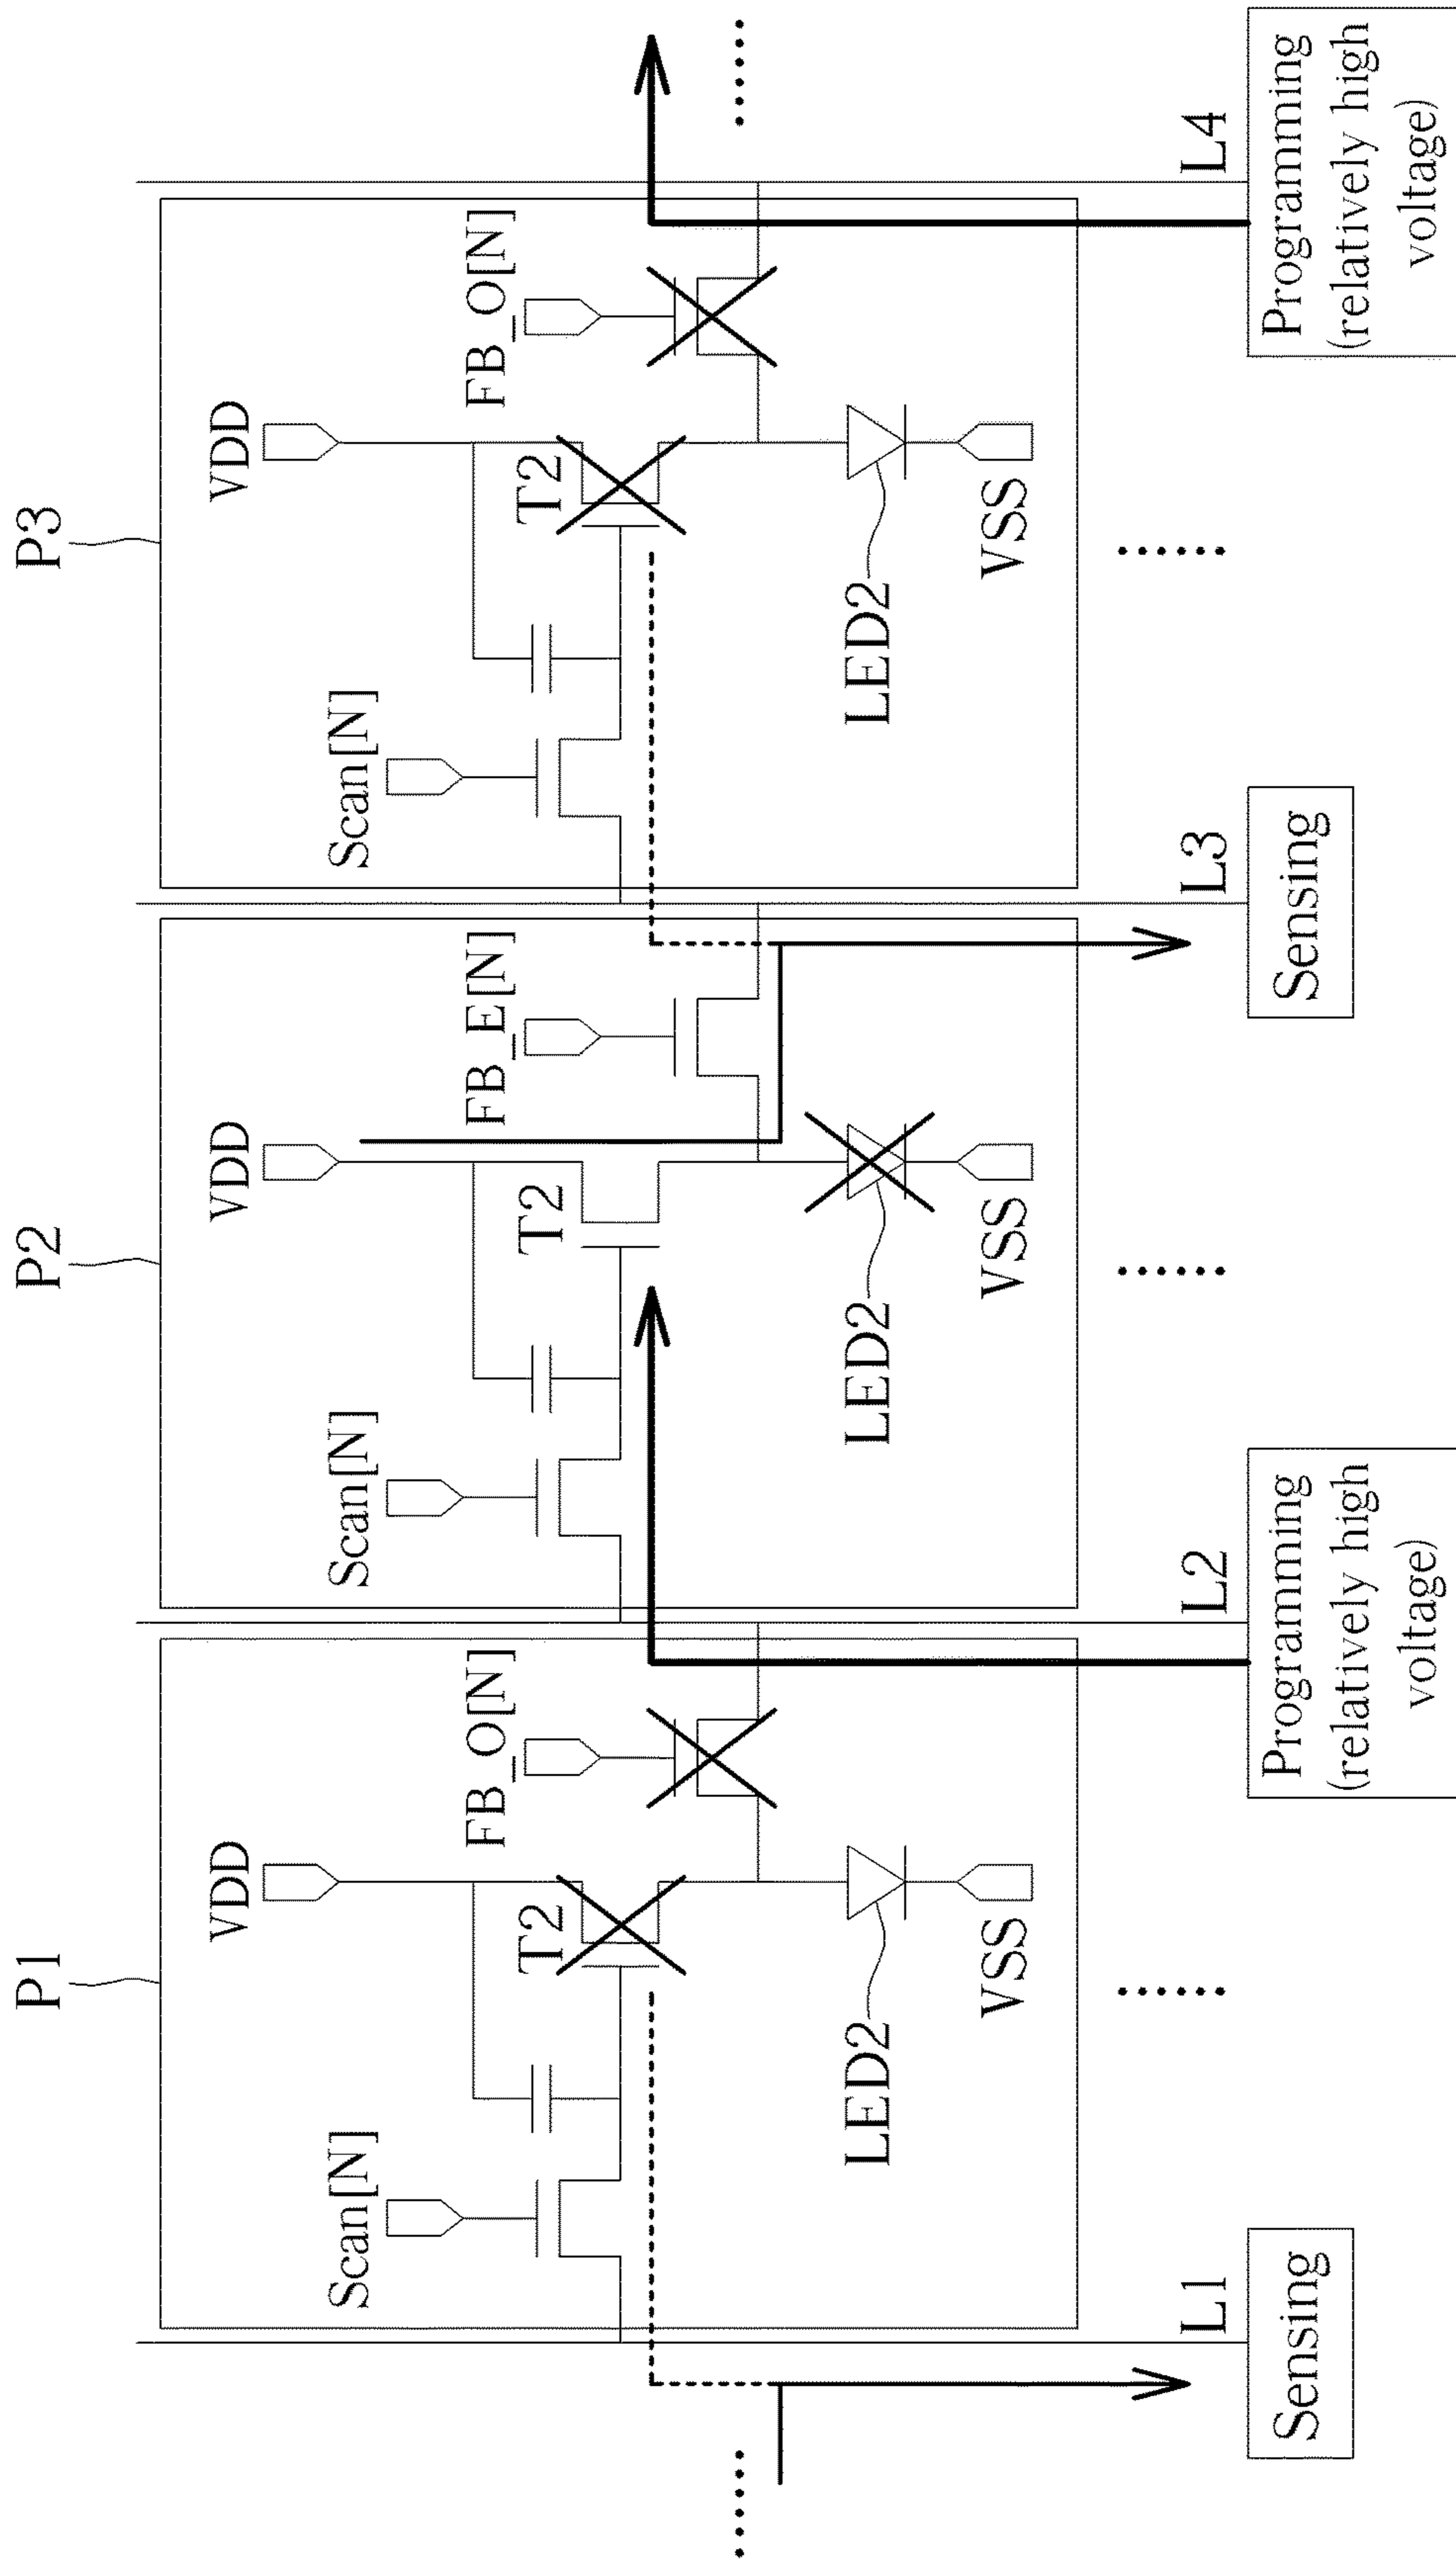 P1
P2
P3
VDD
VDD
VDD
Scan[N]
FB_O[N]
Scan[N]
FB_E[N]
Scan[N]
FB_O[N]
T2
T2
T2
LED2
LED2
LED2
VSS
VSS
VSS
L1
L2
L3
L4
Sensing
Programming
(relatively high
voltage)
Sensing
Programming
(relatively high
voltage)